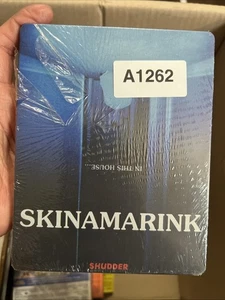 A1262
IN THIS HOUSE...
SKINAMARINK
SHUDDER